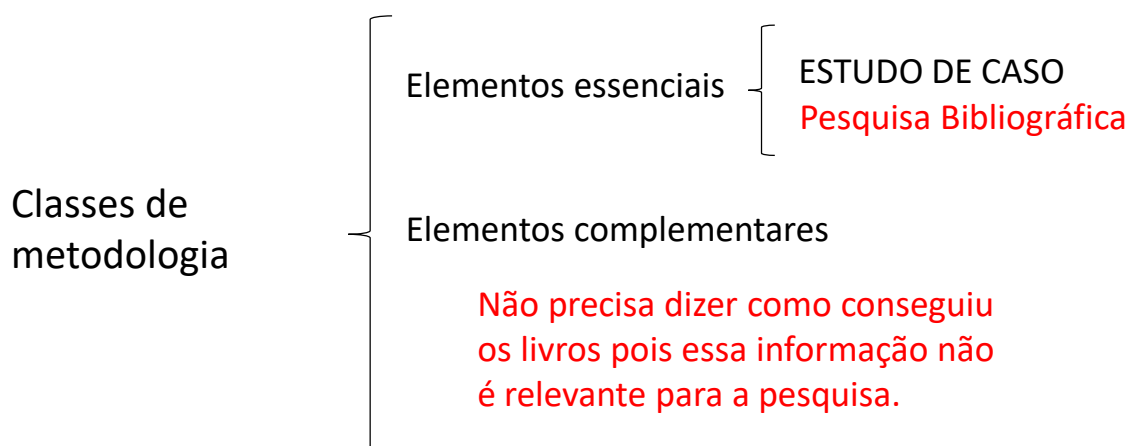 Classes de
metodologia
Elementos essenciais
ESTUDO DE CASO
Pesquisa Bibliográfica
Elementos complementares
Não precisa dizer como conseguiu
os livros pois essa informação não
é relevante para a pesquisa.